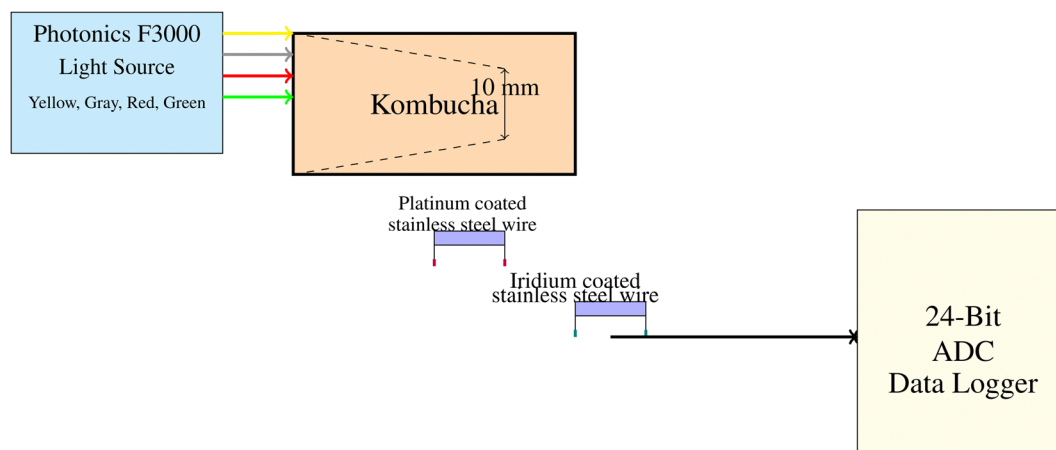 Photonics F3000
Light Source
Yellow, Gray, Red, Green
10 mm
Kombucha
Platinum coated
stainless steel wire
Iridium coated
stainless steel wire
24-Bit
ADC
Data Logger